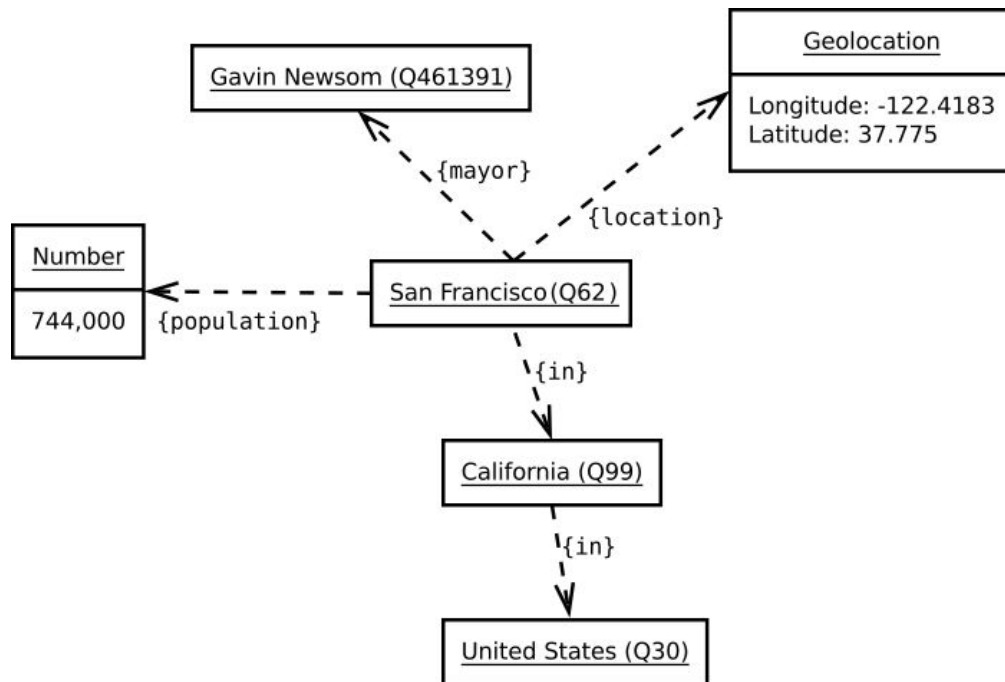 Gavin Newsom (Q461391)
Geolocation
Longitude: -122.4183
Latitude: 37.775
{mayor}
{location}
Number
744,000
{population}
San Francisco(Q62)
{in}
California (Q99)
{in}
United States (Q30)